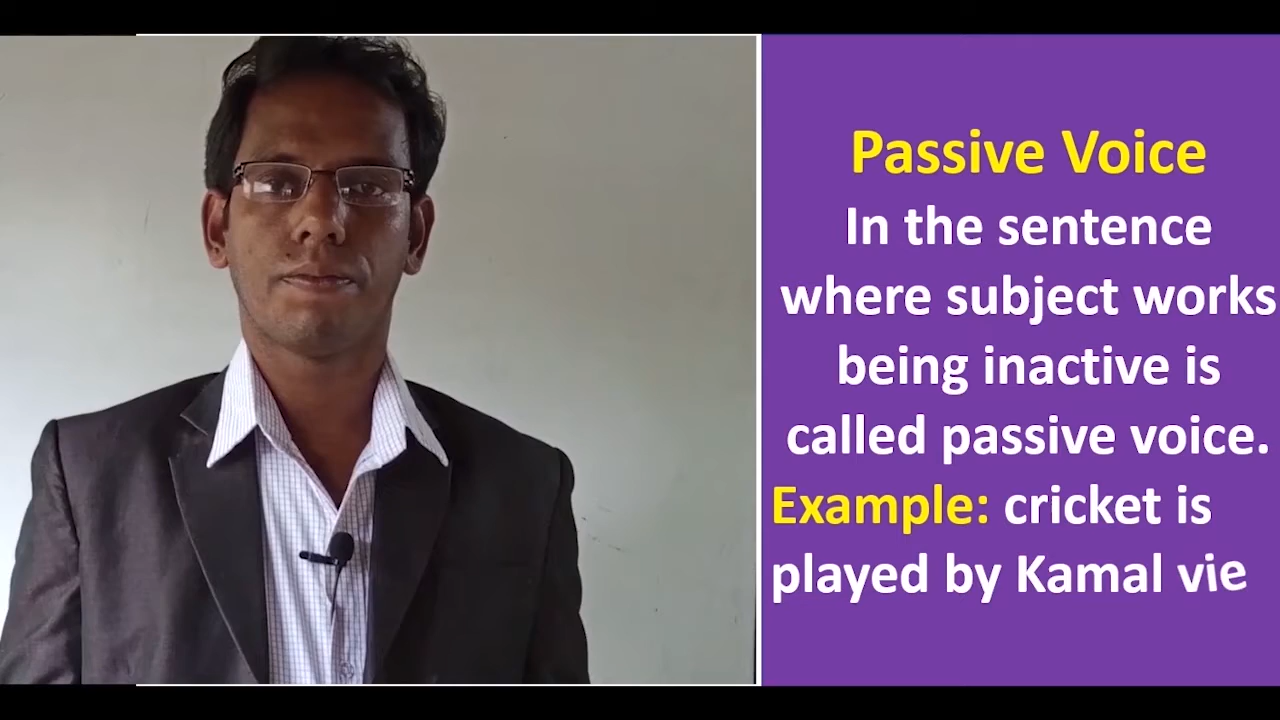 Passive Voice
In the sentence
where subject works
being inactive is
called passive voice.
Example: cricket is
played by Kamal vie